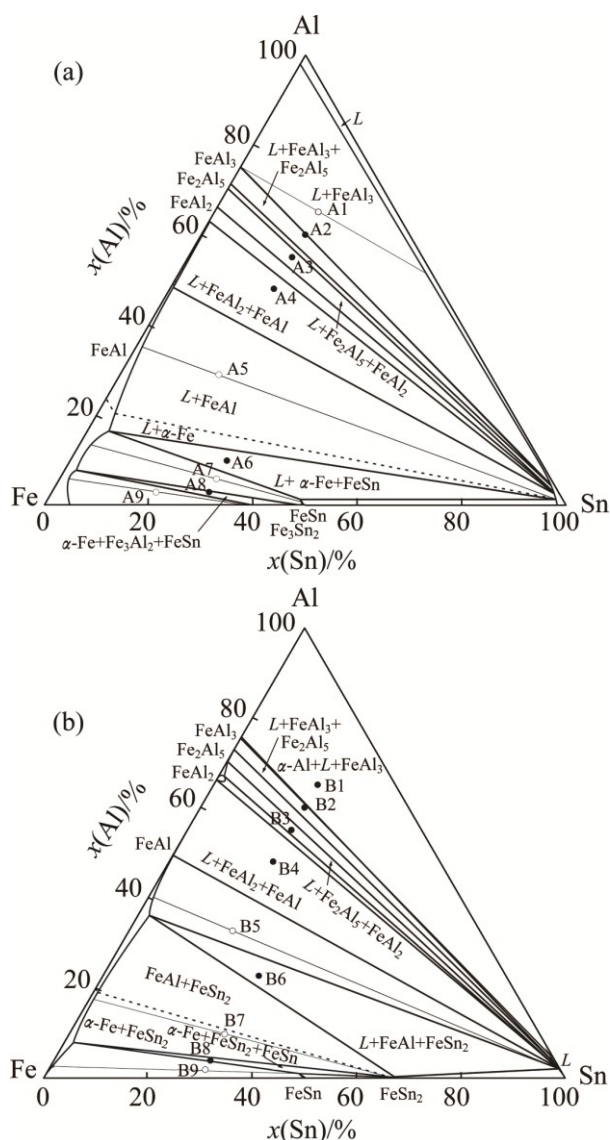 Al
100
(a)
L
80
L+FeAl3+
Fe2Al5
FeAl3
L+FeAl3
Fe2Al5
A1
FeAl2
A2
60
A3
x(Al)/%
A4
L+FeAl2+FeAl
L+Fe2Al5+FeAl2
40
FeAl
A5
L+FeAl
20
L+α-Fe
A6
A7
L+ α-Fe+FeSn
A8
A9
Fe
Sn
0
20
40
60
80
100
FeSn
Fe3Sn2
α-Fe+Fe3Al2+FeSn
x(Sn)/%
Al
100
(b)
80
L+FeAl3+
Fe2Al5
FeAl3
α-Al+L+FeAl3
Fe2Al5
B1
FeAl2
B2
60
B3
x(Al)/%
B4
L+FeAl2+FeAl
L+Fe2Al5+FeAl2
FeAl
40
B5
B6
FeAl+FeSn2
20
B7
α-Fe+FeSn2
α-Fe+FeSn2+FeSn
L+FeAl+FeSn2
B8
B9
L
Fe
Sn
0
20
40
60
80
100
FeSn
FeSn2
x(Sn)/%